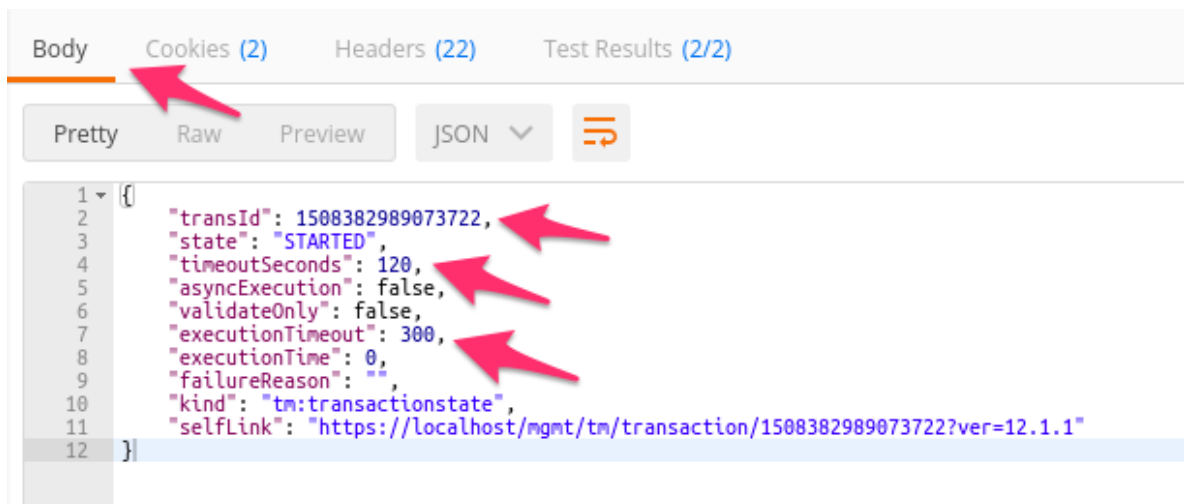 Body Cookies (2) Headers (22) Test Results (2/2)
Pretty Raw Preview JSON
1 {
2 "transId": 1508382989073722,
3 "state": "STARTED",
4 "timeoutSeconds": 120,
5 "asyncExecution": false,
6 "validateOnly": false,
7 "executionTimeout": 300,
8 "executionTime": 0,
9 "failureReason": "",
10 "kind": "tm:transactionstate",
11 "selfLink": "https://localhost/mgmt/tm/transaction/1508382989073722?ver=12.1.1"
12 }